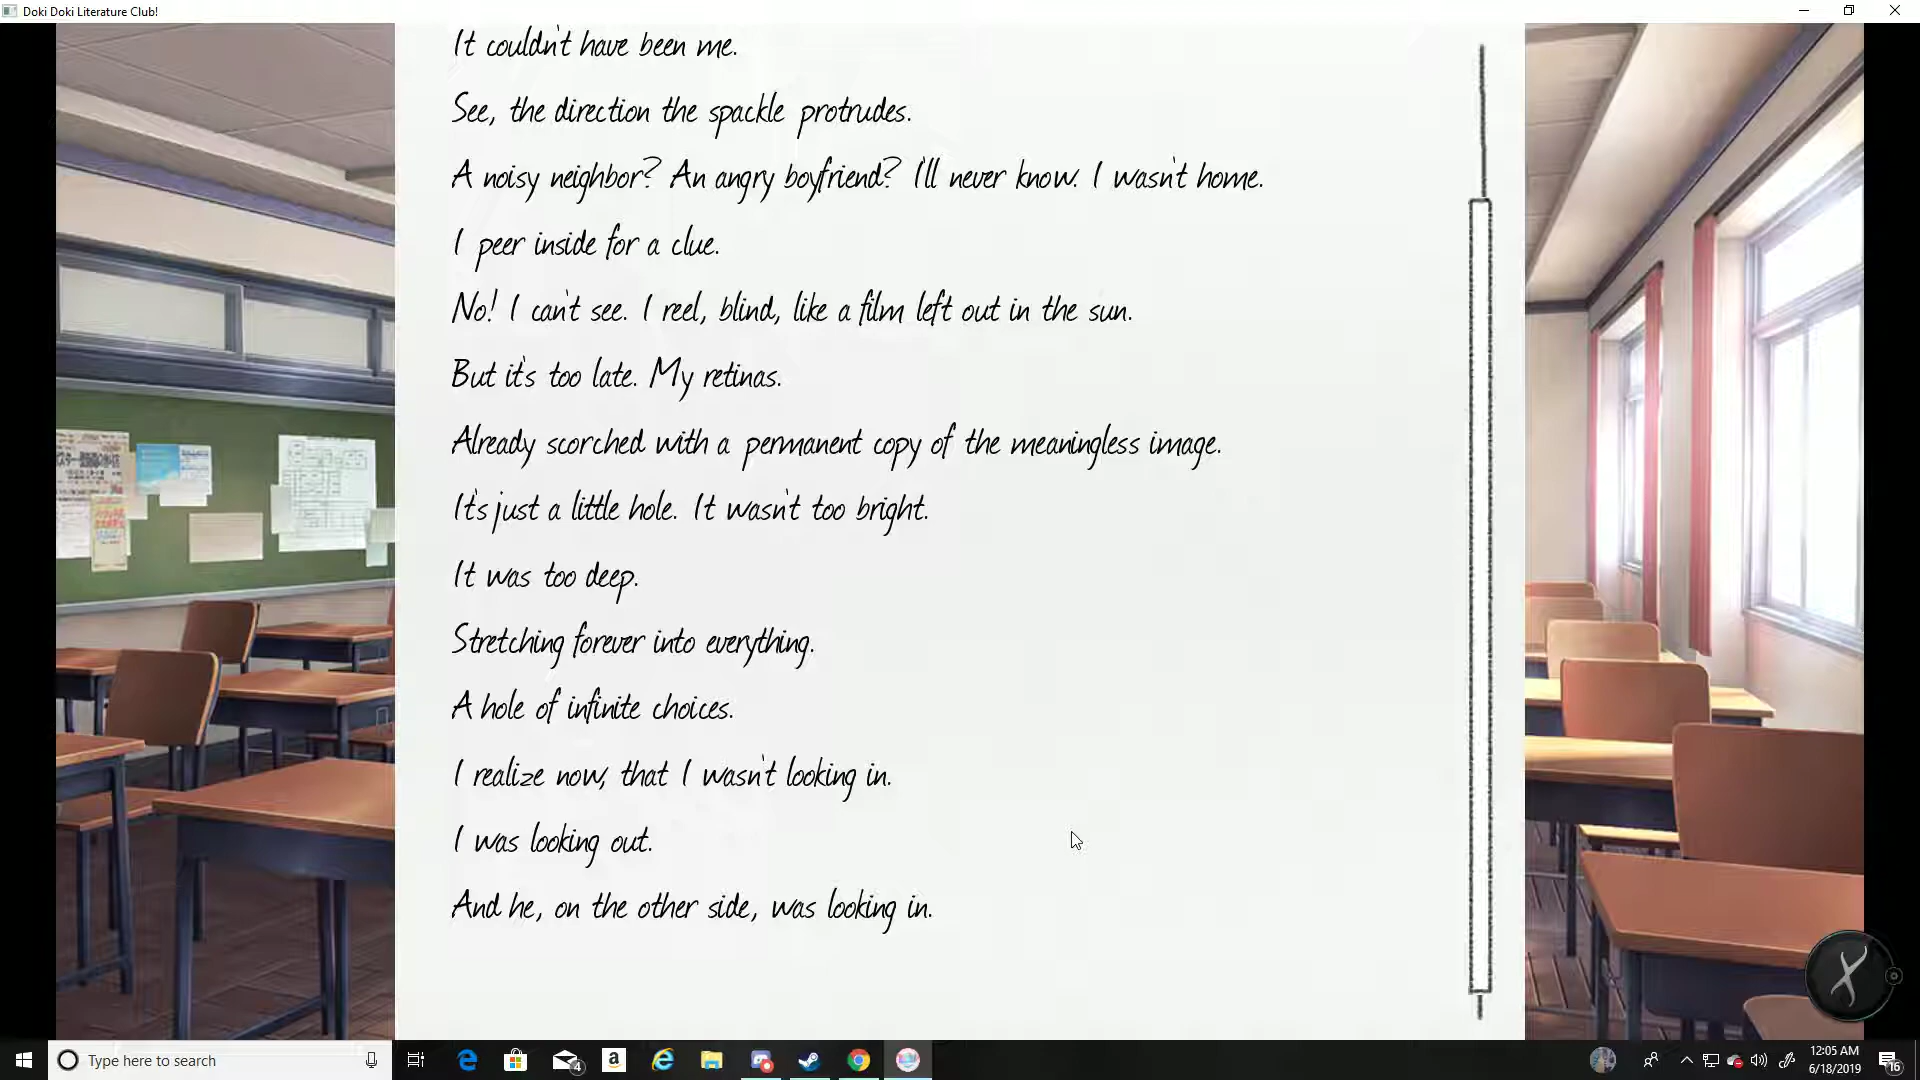 Doki Doki Literature Club!
It couldn't have been me.
See, the direction the spackle protrudes.
A noisy neighbor? An angry boyfriend? I'll never know. I wasn't home.
I peer inside for a clue.
No! I can't see. I reel, blind, like a film left out in the sun.
But it's too late. My retinas.
Already scorched with a permanent copy of the meaningless image.
It's just a little hole. It wasn't too bright.
It was too deep.
Stretching forever into everything.
A hole of infinite choices.
I realize now, that I wasn't looking in.
I was looking out.
And he, on the other side, was looking in.
Type here to search
4
a
12:05 AM
6/18/2019
16